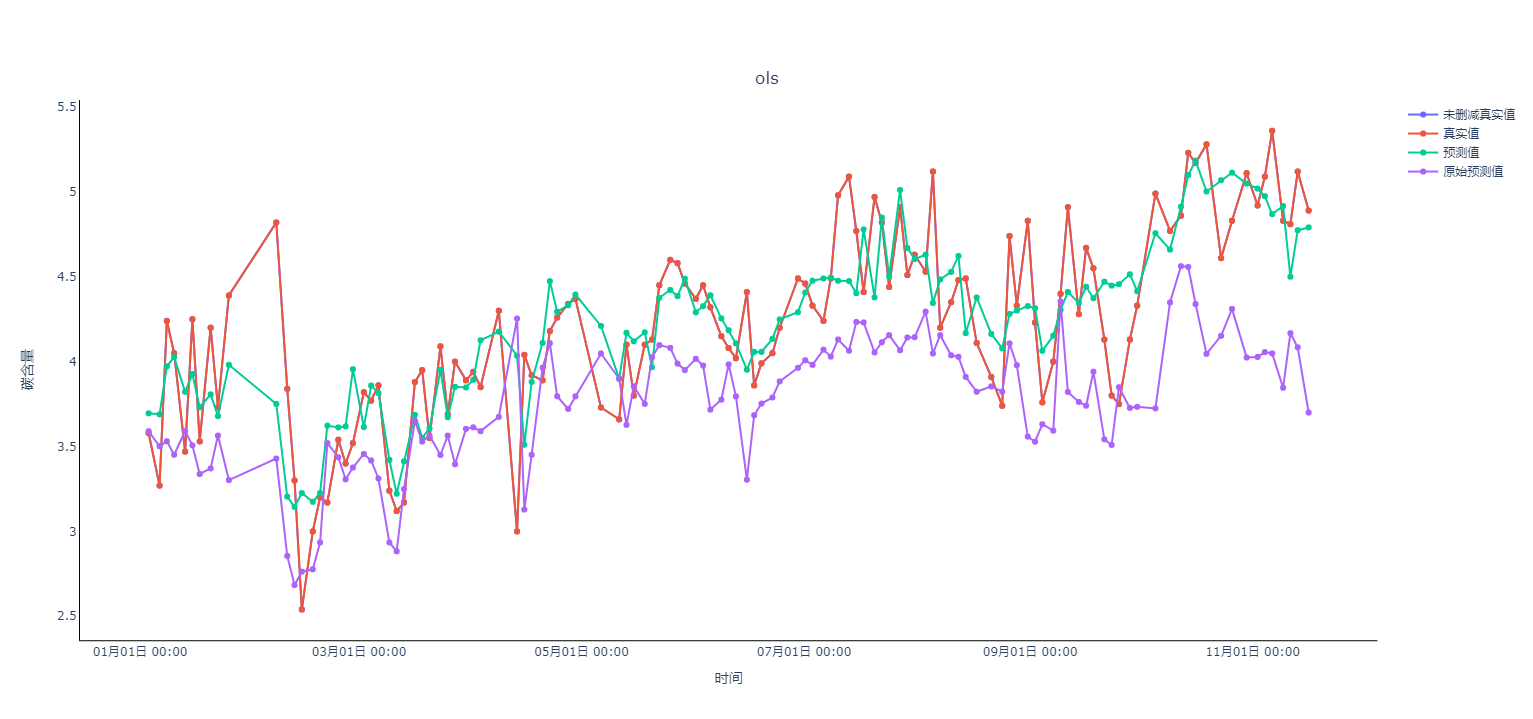 ols
5.5
5
4.5
4
3.5
3
2.5
碳含量
01月01日 00:00
03月01日 00:00
05月01日 00:00
07月01日 00:00
09月01日 00:00
11月01日 00:00
时间
未删减真实值
真实值
预测值
原始预测值